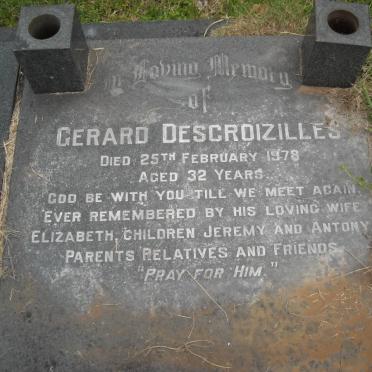 In Loving Memory
of
GERARD DESCROIZILLES
DIED 25TH FEBRUARY 1978
AGED 32 YEARS.
GOD BE WITH YOU TILL WE MEET AGAIN.
EVER REMEMBERED BY HIS LOVING WIFE
ELIZABETH, CHILDREN JEREMY AND ANTONY
PARENTS RELATIVES AND FRIENDS.
"PRAY FOR HIM."